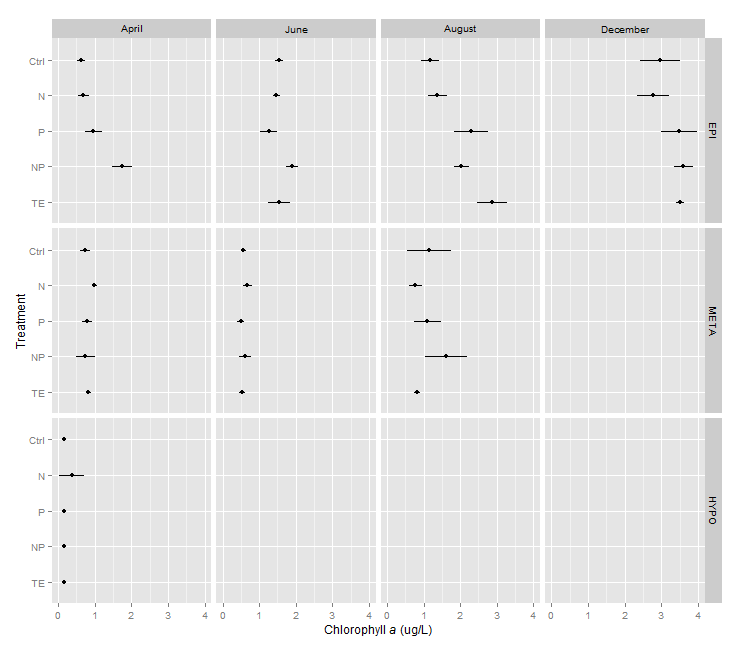 April June August December
Ctrl
N
P
NP
TE
EPI
Ctrl
N
P
NP
TE
META
Ctrl
N
P
NP
TE
HYPO
Treatment
0 1 2 3 4 0 1 2 3 4 0 1 2 3 4 0 1 2 3 4
Chlorophyll a (ug/L)